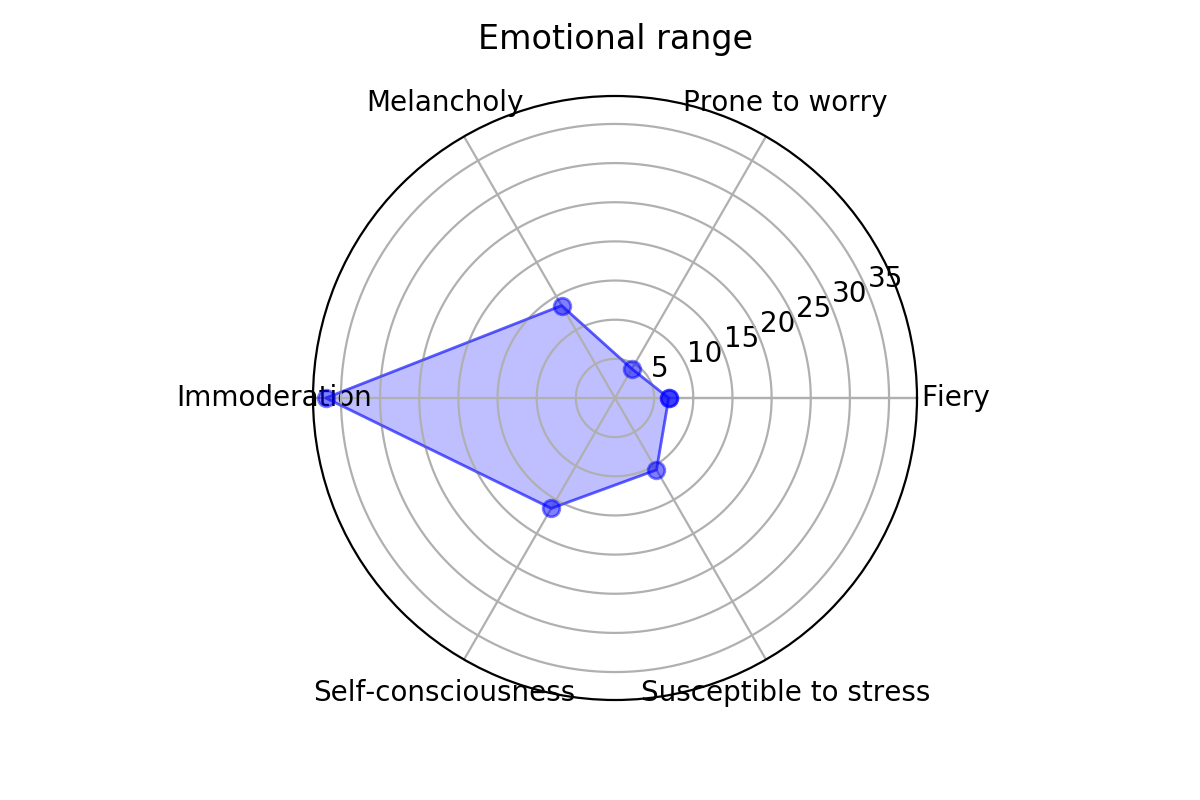 Emotional range
Melancholy
Prone to worry
35
30
25
20
15
10
5
Immoderation
Fiery
Self-consciousness
Susceptible to stress